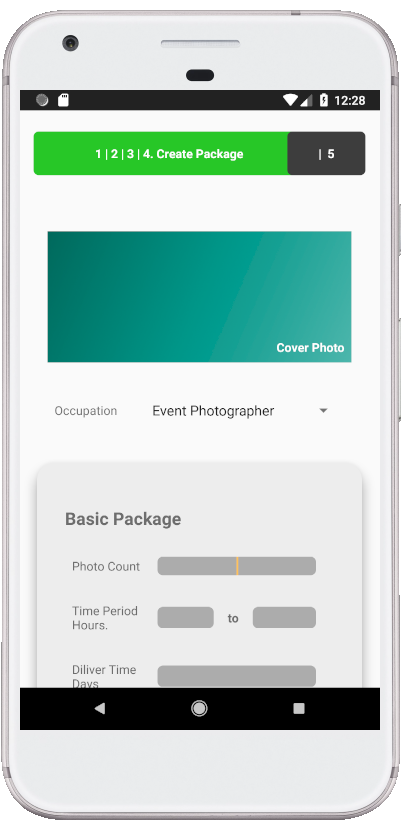 12:28
1 | 2 | 3 | 4. Create Package | 5
Cover Photo
Occupation Event Photographer
Basic Package
Photo Count
Time Period
Hours.
to
Diliver Time
Days